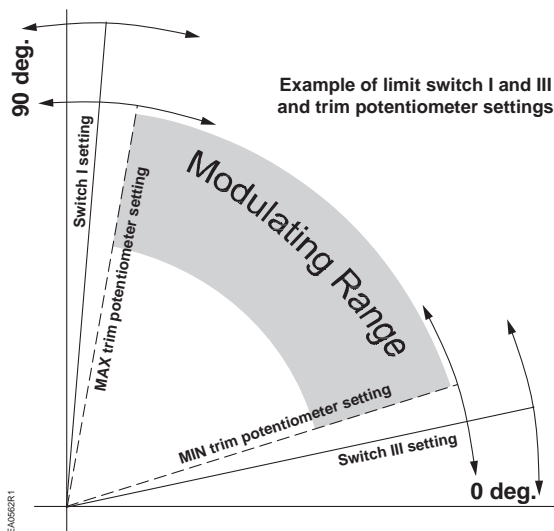 90 deg.
Example of limit switch I and III
and trim potentiometer settings
Switch I setting
MAX trim potentiometer setting
Modulating Range
MIN trim potentiometer setting
Switch III setting
0 deg.
EA0562R1